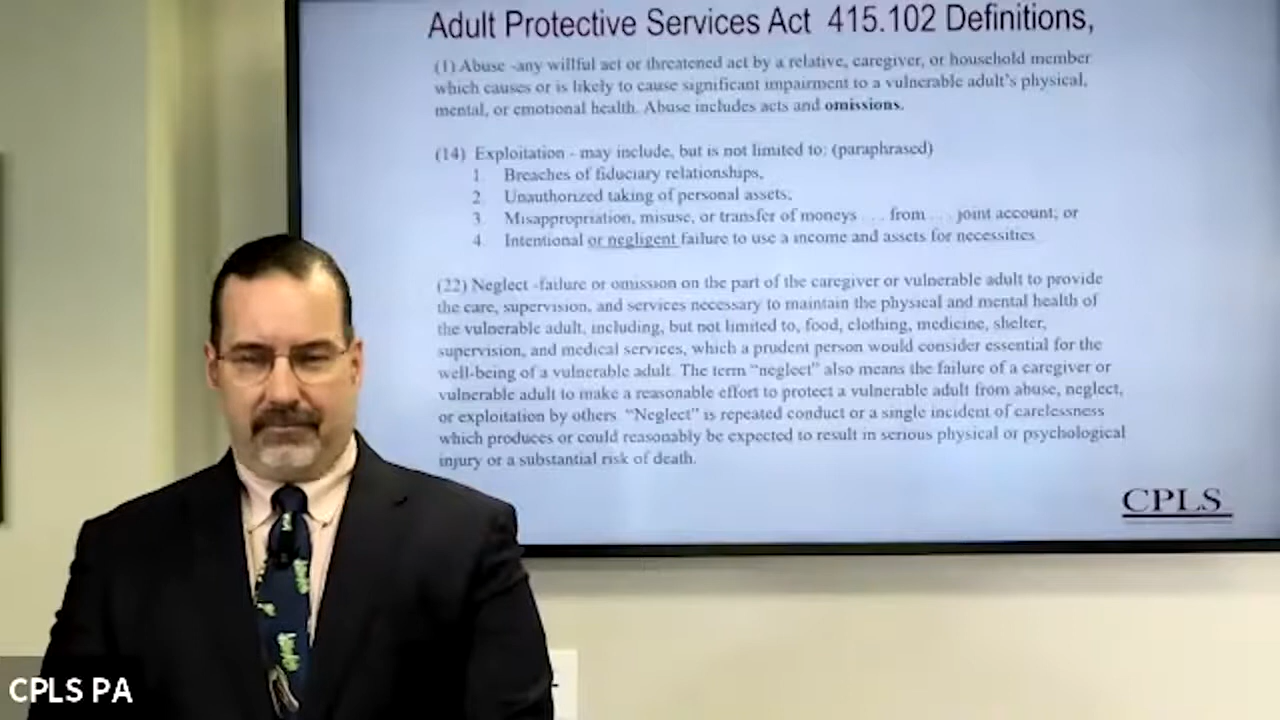 Adult Protective Services Act 415.102 Definitions,
(1) Abuse -any willful act or threatened act by a relative, caregiver, or household member
which causes or is likely to cause significant impairment to a vulnerable adult's physical,
mental, or emotional health. Abuse includes acts and omissions.
(14) Exploitation - may include, but is not limited to: (paraphrased)
1. Breaches of fiduciary relationships,
2. Unauthorized taking of personal assets;
3. Misappropriation, misuse, or transfer of moneys . . . from . . . joint account; or
4. Intentional or negligent failure to use a income and assets for necessities
(22) Neglect -failure or omission on the part of the caregiver or vulnerable adult to provide
the care, supervision, and services necessary to maintain the physical and mental health of
the vulnerable adult, including, but not limited to, food, clothing, medicine, shelter,
supervision, and medical services, which a prudent person would consider essential for the
well-being of a vulnerable adult. The term "neglect" also means the failure of a caregiver or
vulnerable adult to make a reasonable effort to protect a vulnerable adult from abuse, neglect,
or exploitation by others. "Neglect" is repeated conduct or a single incident of carelessness
which produces or could reasonably be expected to result in serious physical or psychological
injury or a substantial risk of death.
CPLS
CPLS PA